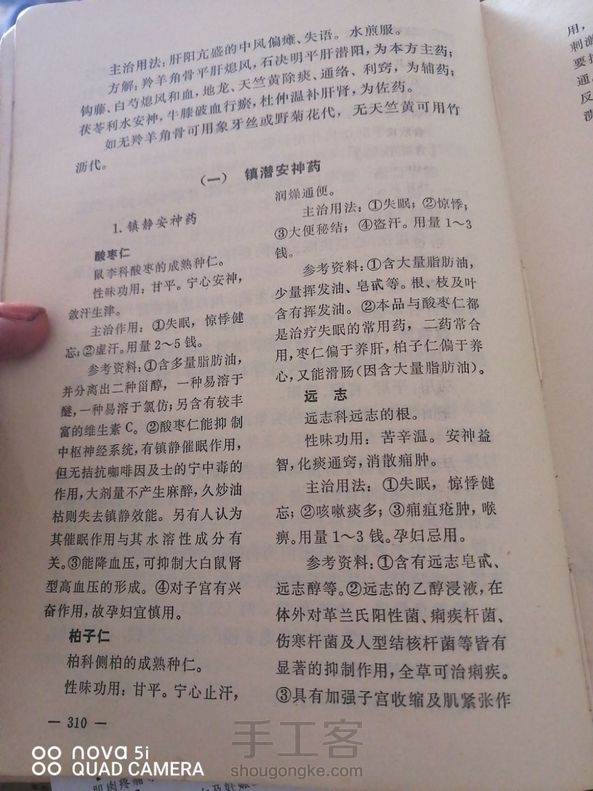 主治用法：肝阳亢盛的中风偏瘫、失语。水煎服。
方解：羚羊角骨平肝熄风，石决明平肝潜阳，为本方主药；
钩藤、白芍熄风和血，地龙、天竺黄除痰、通络、利窍，为辅药；
茯苓利水安神，牛膝破血行瘀，杜仲温补肝肾，为佐药。
如无羚羊角骨可用象牙丝或野菊花代，无天竺黄可用竹
沥代。
（一） 镇潜安神药
1.镇静安神药
酸枣仁
鼠李科酸枣的成熟种仁。
性味功用：甘平。宁心安神，
敛汗生津。
主治作用：①失眠，惊悸健
忘；②虚汗。用量2～5钱。
参考资料：①含多量脂肪油，
并分离出二种甾醇，一种易溶于
醚，一种易溶于氯仿；另含有较丰
富的维生素C。②酸枣仁能抑制
中枢神经系统，有镇静催眠作用，
但无拮抗咖啡因及士的宁中毒的
作用，大剂量不产生麻醉，久炒油
枯则失去镇静效能。另有人认为
其催眠作用与其水溶性成分有
关。③能降血压，可抑制大白鼠肾
型高血压的形成。④对子宫有兴
奋作用，故孕妇宜慎用。
柏子仁
柏科侧柏的成熟种仁。
性味功用：甘平。宁心止汗，
润燥通便。
主治用法：①失眠；②惊悸；
③大便秘结；④盗汗。用量1～3
钱。
参考资料：①含大量脂肪油，
少量挥发油、皂甙等。根、枝及叶
含有挥发油。②本品与酸枣仁都
是治疗失眠的常用药，二药常合
用，枣仁偏于养肝，柏子仁偏于养
心，又能滑肠（因含大量脂肪油）。
远志
远志科远志的根。
性味功用：苦辛温。安神益
智，化痰通窍，消散痈肿。
主治用法：①失眠，惊悸健
忘；②咳嗽痰多；③痈疽疮肿，喉
痹。用量1～3钱。孕妇忌用。
参考资料：①含有远志皂甙、
远志醇等。②远志的乙醇浸液，在
体外对革兰氏阳性菌、痢疾杆菌、
伤寒杆菌及人型结核杆菌等皆有
显著的抑制作用，全草可治痢疾。
③具有加强子宫收缩及肌紧张作
— 310 —
用，
刺激
要
反
nova 5i
QUAD CAMERA
手工客
shougongke.com